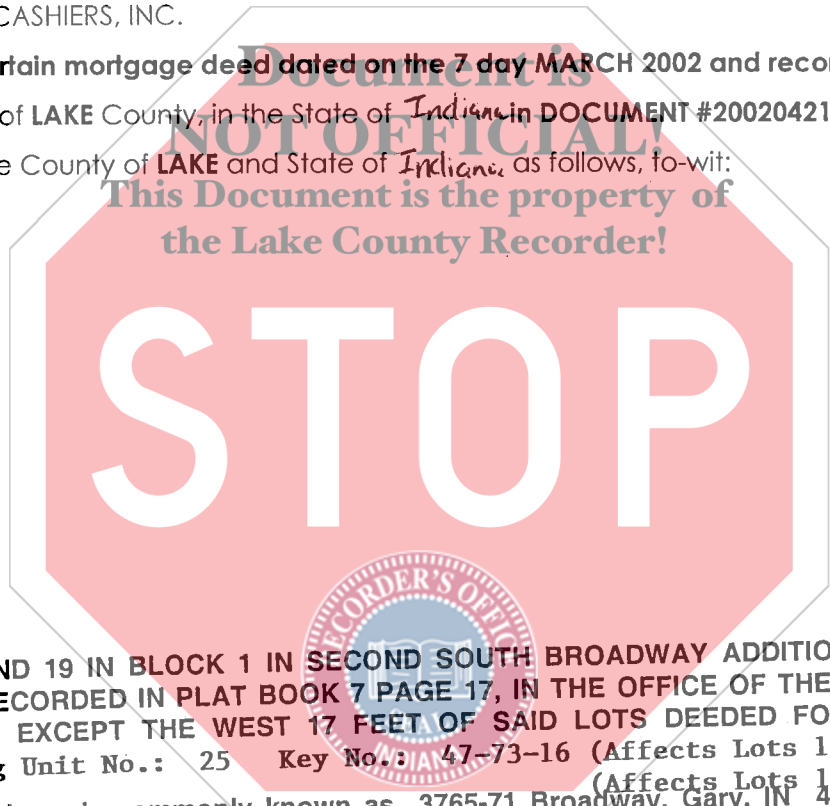 CASHIERS, INC.
Document is
rtain mortgage deed dated on the 7 day MARCH 2002 and recor
of LAKE County, in the State of Indiana in DOCUMENT #20020421
NOT OFFICIAL!
e County of LAKE and State of Indiana as follows, to-wit:
This Document is the property of
the Lake County Recorder!
STOP
RECORDER'S OFFIC
ND 19 IN BLOCK 1 IN SECOND SOUTH BROADWAY ADDITIO
ECORDED IN PLAT BOOK 7 PAGE 17, IN THE OFFICE OF THE
EXCEPT THE WEST 17 FEET OF SAID LOTS DEEDED FO
g Unit No.: 25 Key No.: 47-73-16 (Affects Lots 1
INDIANA
(Affects Lots 1
commonly known as 3765-71 Broadway, Gary, IN 4